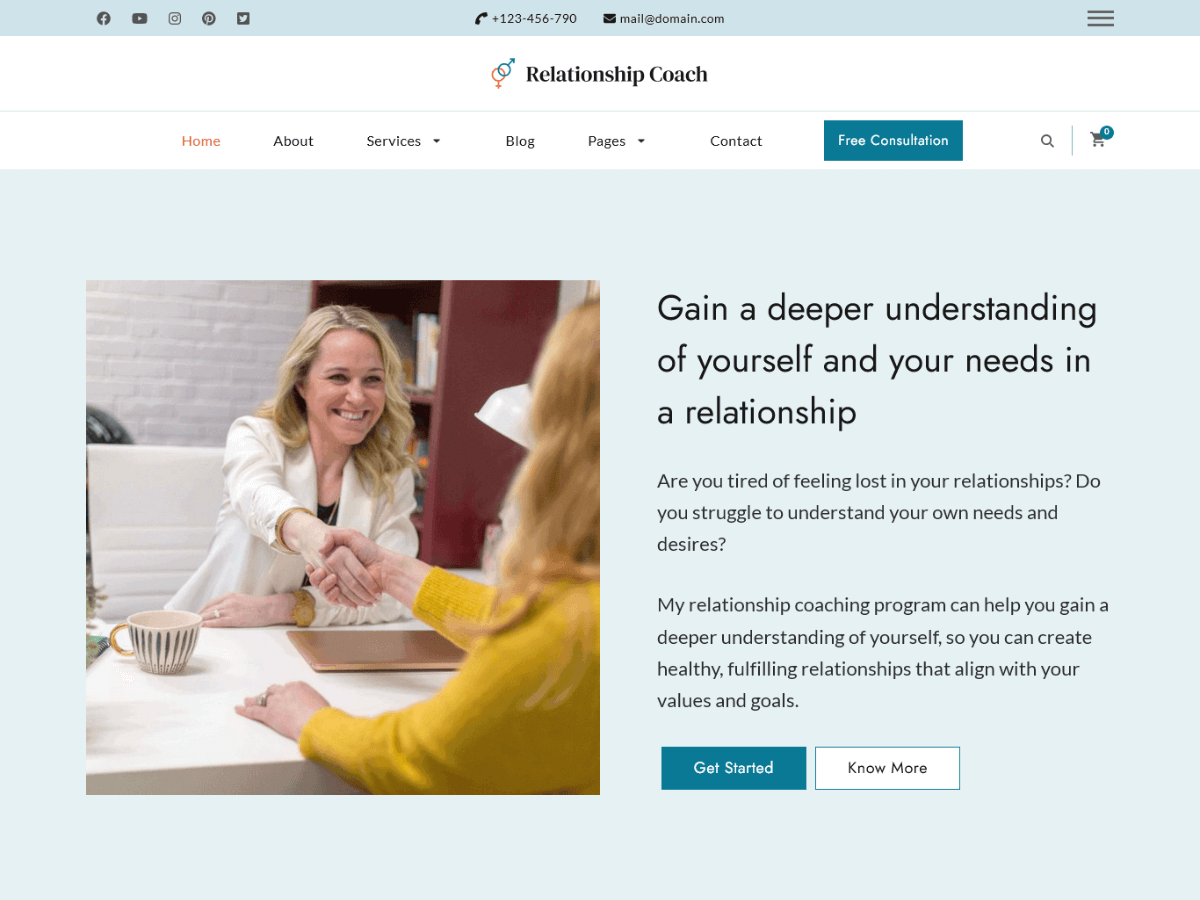 +123-456-790 mail@domain.com
Relationship Coach
Home About Services Blog Pages Contact Free Consultation 0
Gain a deeper understanding
of yourself and your needs in
a relationship
Are you tired of feeling lost in your relationships? Do
you struggle to understand your own needs and
desires?
My relationship coaching program can help you gain a
deeper understanding of yourself, so you can create
healthy, fulfilling relationships that align with your
values and goals.
Get Started Know More